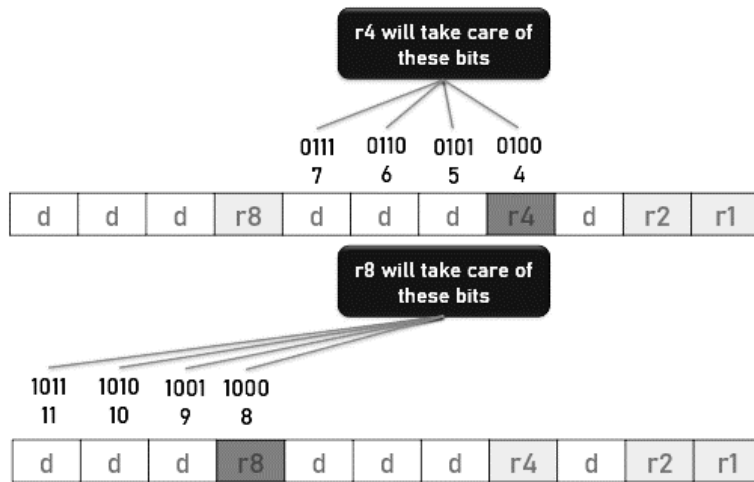 r4 will take care of
these bits
0111 0110 0101 0100
7 6 5 4
d d d r8 d d d r4 d r2 r1
r8 will take care of
these bits
1011 1010 1001 1000
11 10 9 8
d d d r8 d d d r4 d r2 r1